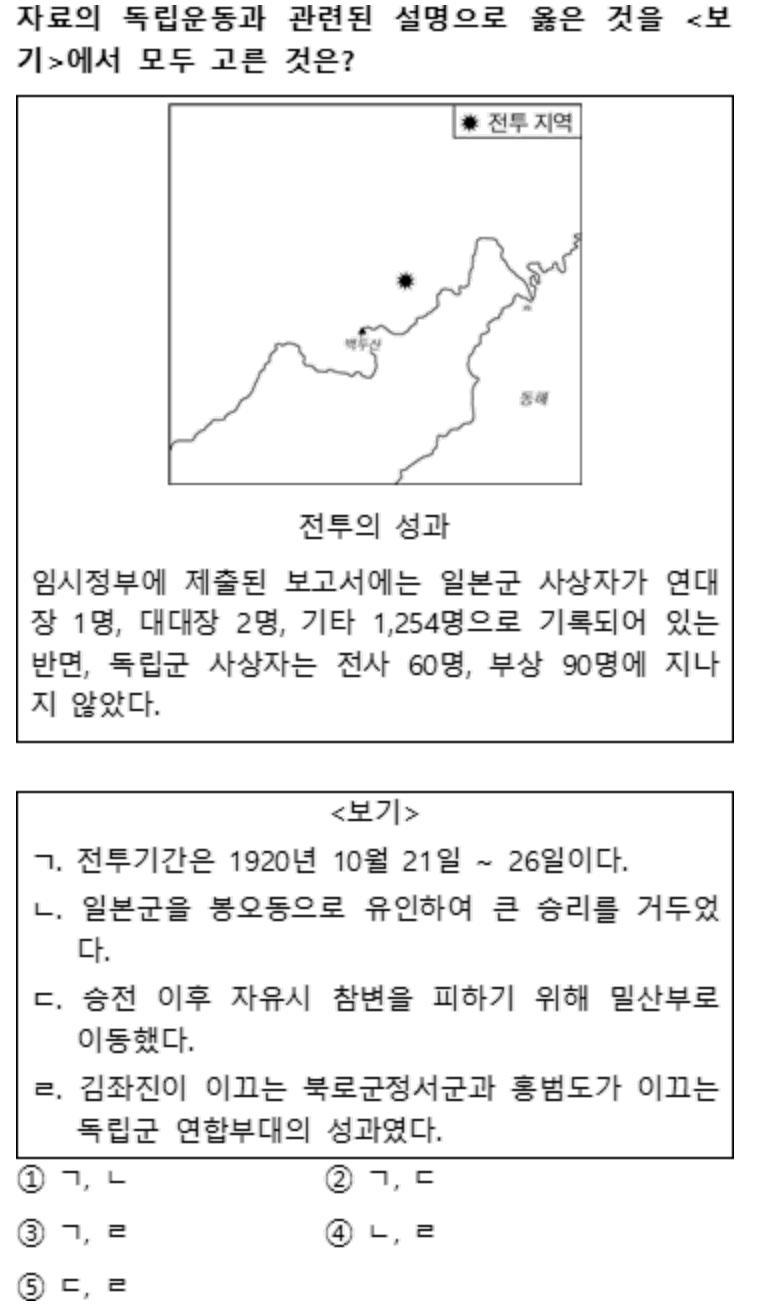 자료의 독립운동과 관련된 설명으로 옳은 것을 <보
기>에서 모두 고른 것은?
✹ 전투 지역
백두산
동해
전투의 성과
임시정부에 제출된 보고서에는 일본군 사상자가 연대
장 1명, 대대장 2명, 기타 1,254명으로 기록되어 있는
반면, 독립군 사상자는 전사 60명, 부상 90명에 지나
지 않았다.
<보기>
ㄱ. 전투기간은 1920년 10월 21일 ~ 26일이다.
ㄴ. 일본군을 봉오동으로 유인하여 큰 승리를 거두었
다.
ㄷ. 승전 이후 자유시 참변을 피하기 위해 밀산부로
이동했다.
ㄹ. 김좌진이 이끄는 북로군정서군과 홍범도가 이끄는
독립군 연합부대의 성과였다.
① ㄱ, ㄴ ② ㄱ, ㄷ
③ ㄱ, ㄹ ④ ㄴ, ㄹ
⑤ ㄷ, ㄹ